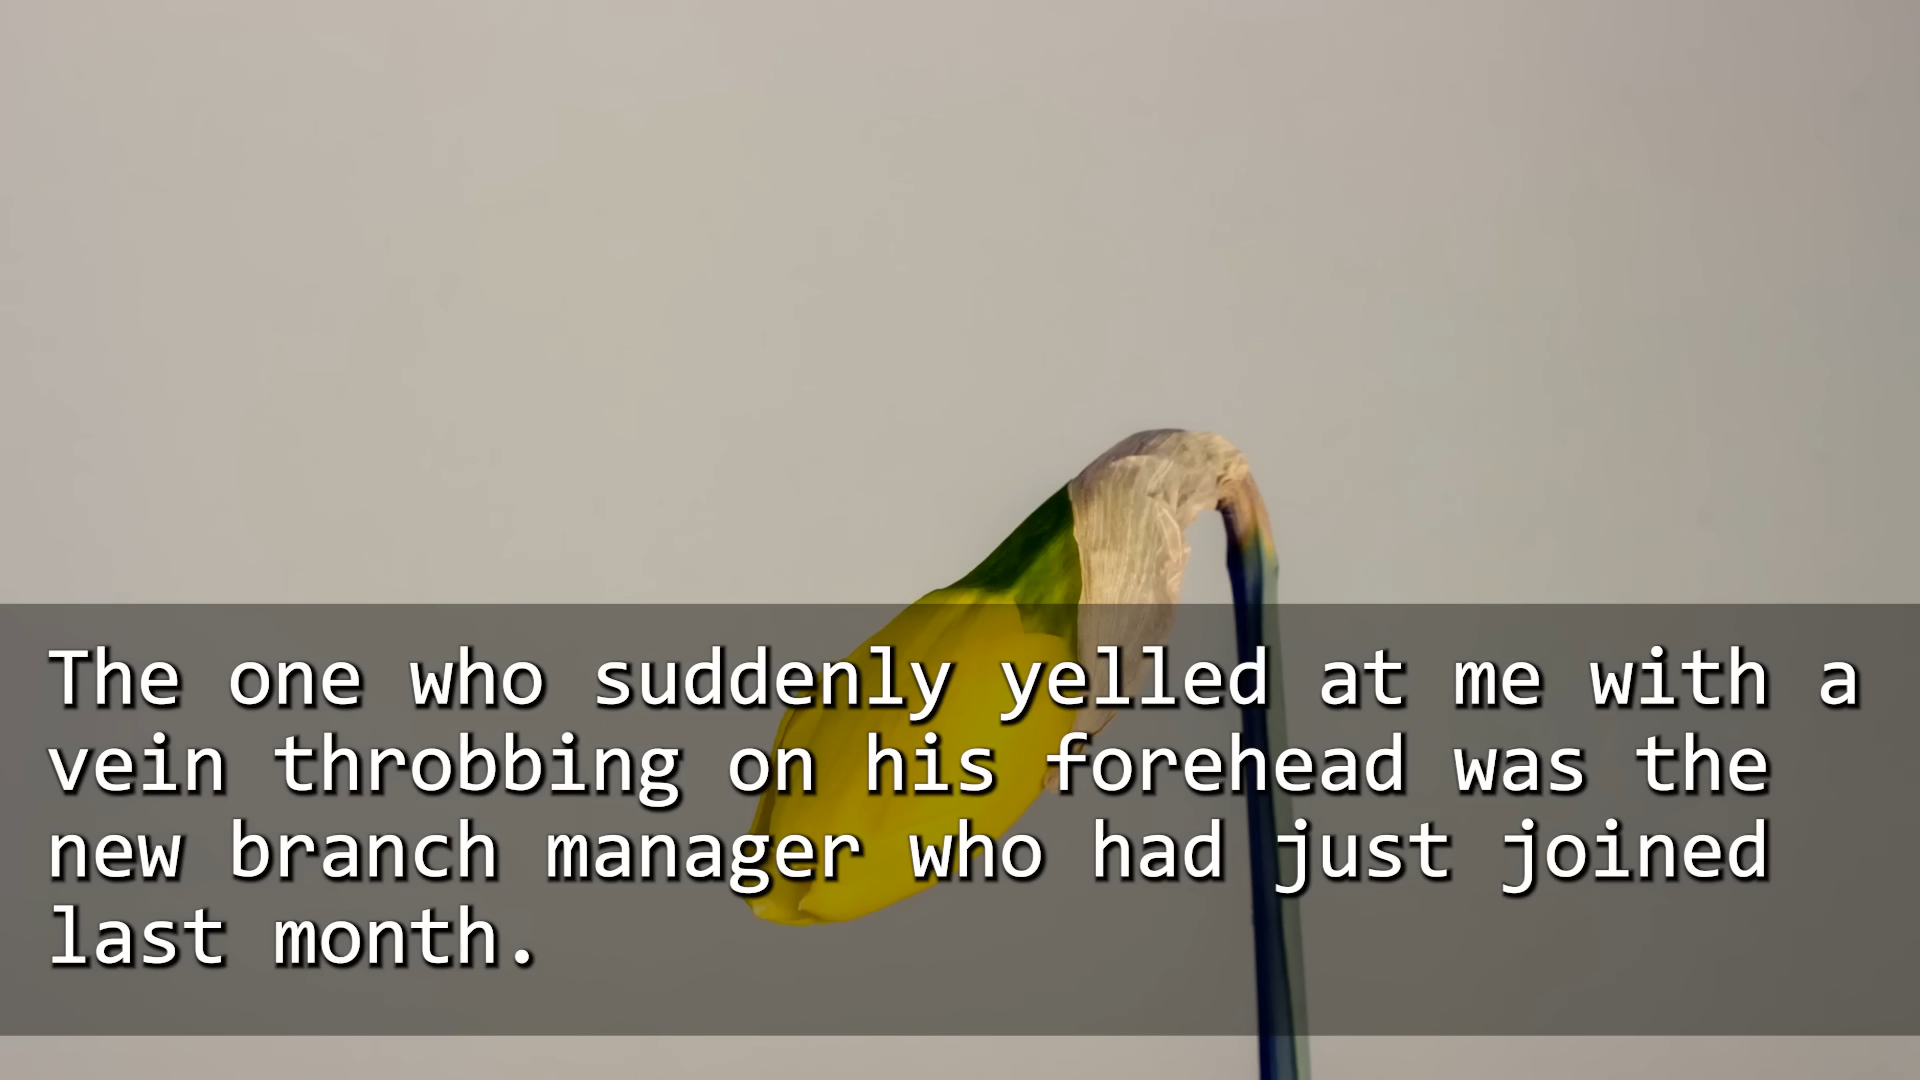 The one who suddenly yelled at me with a
vein throbbing on his forehead was the
new branch manager who had just joined
last month.